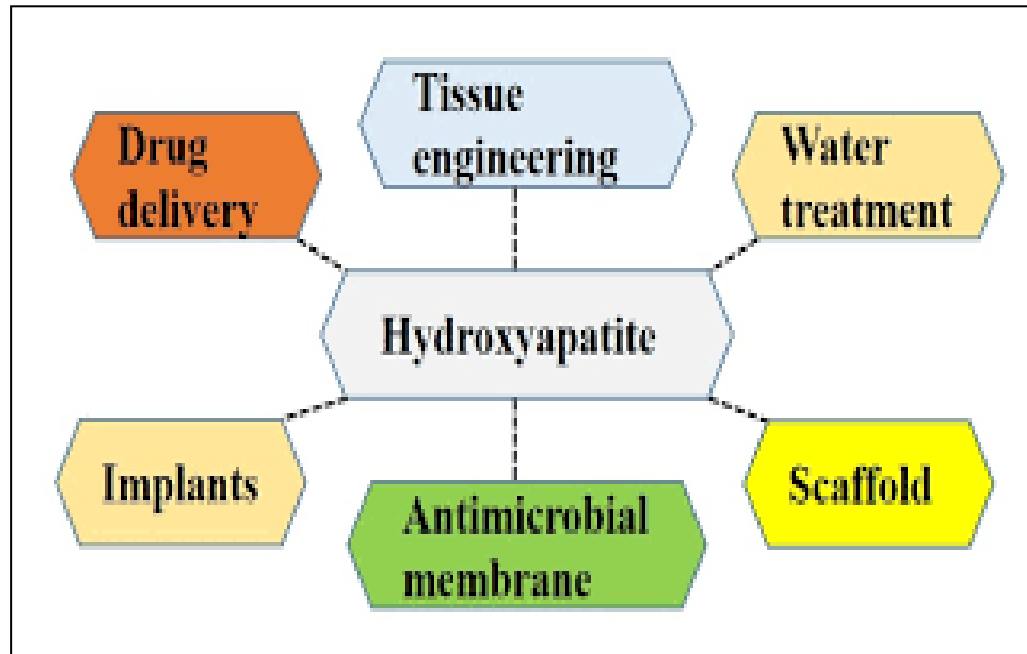 Drug
delivery
Tissue
engineering
Water
treatment
Hydroxyapatite
Implants
Antimicrobial
membrane
Scaffold